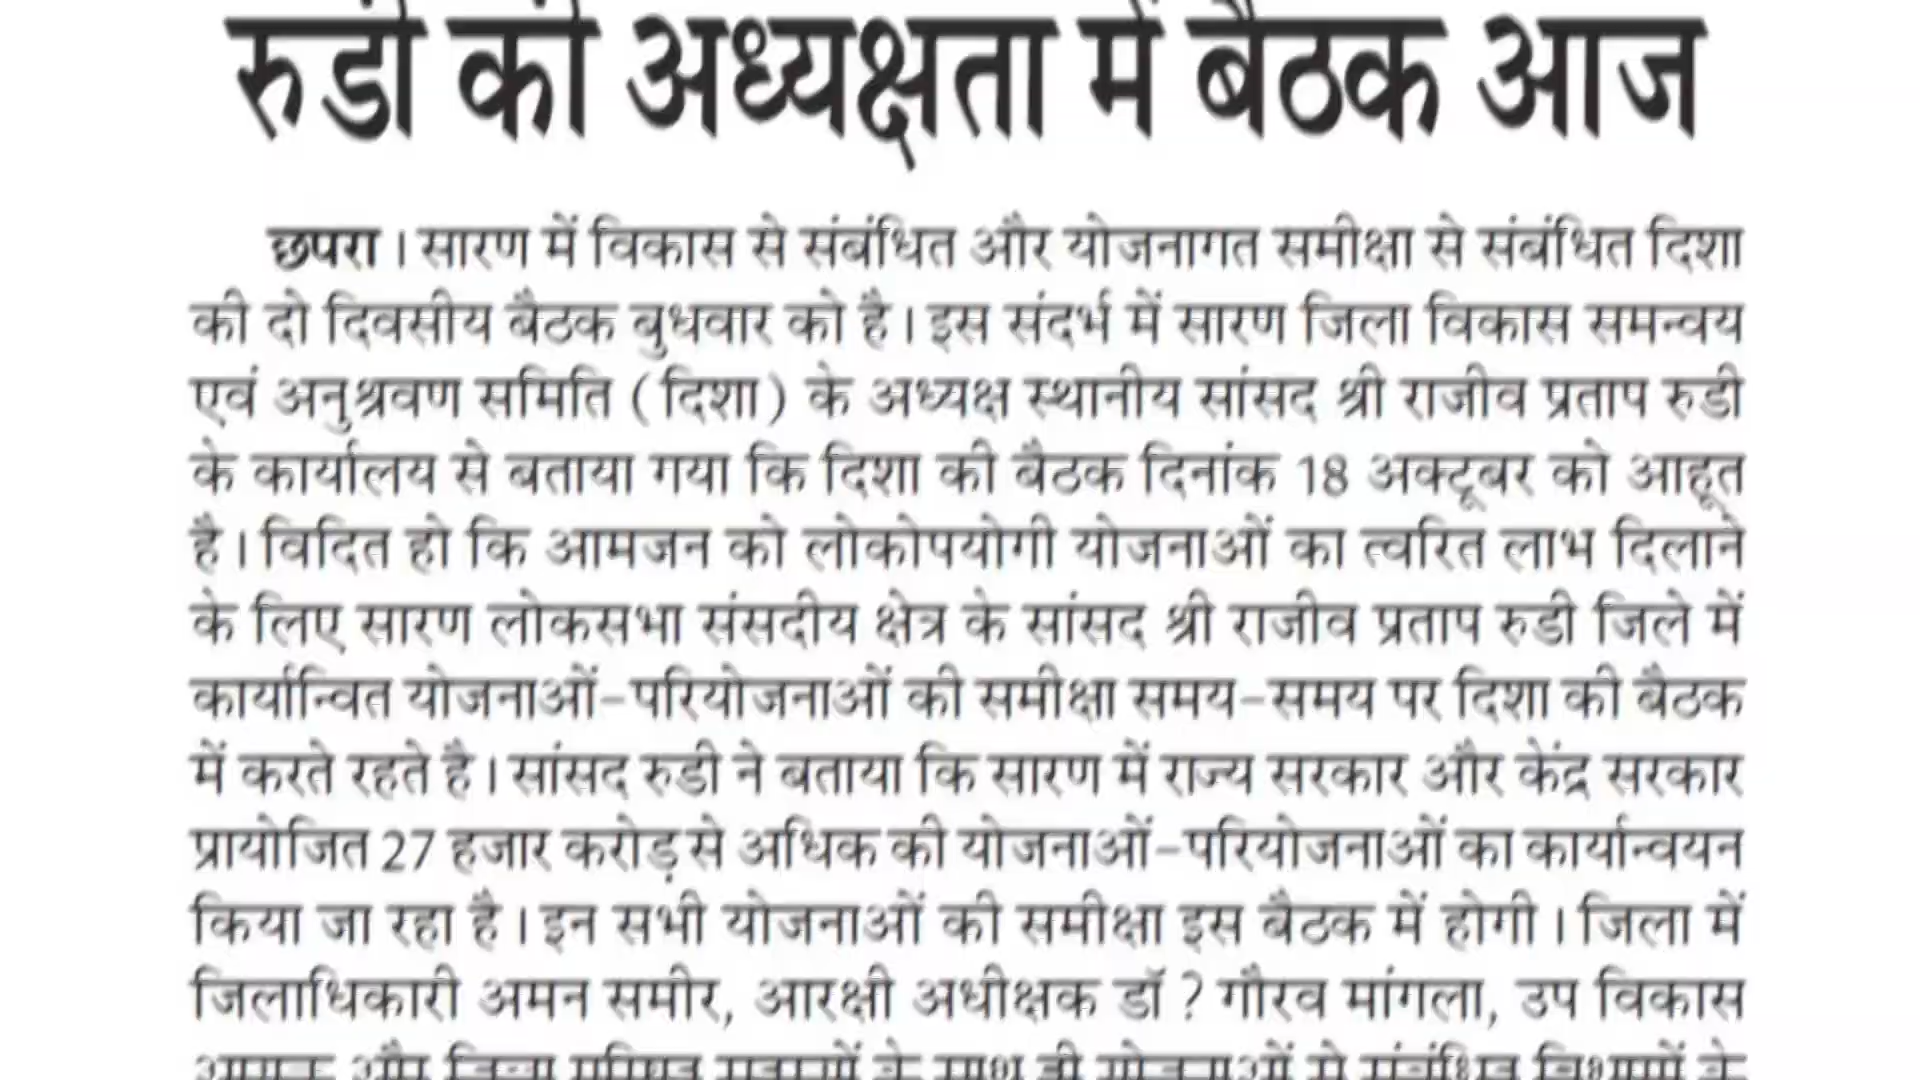 रुडी की अध्यक्षता में बैठक आज
छपरा । सारण में विकास से संबंधित और योजनागत समीक्षा से संबंधित दिशा
की दो दिवसीय बैठक बुधवार को है । इस संदर्भ में सारण जिला विकास समन्वय
एवं अनुश्रवण समिति ( दिशा ) के अध्यक्ष स्थानीय सांसद श्री राजीव प्रताप रुडी
के कार्यालय से बताया गया कि दिशा की बैठक दिनांक 18 अक्टूबर को आहूत
है । विदित हो कि आमजन को लोकोपयोगी योजनाओं का त्वरित लाभ दिलाने
के लिए सारण लोकसभा संसदीय क्षेत्र के सांसद श्री राजीव प्रताप रुडी जिले में
कार्यान्वित योजनाओं-परियोजनाओं की समीक्षा समय-समय पर दिशा की बैठक
में करते रहते है । सांसद रुडी ने बताया कि सारण में राज्य सरकार और केंद्र सरकार
प्रायोजित 27 हजार करोड़ से अधिक की योजनाओं-परियोजनाओं का कार्यान्वयन
किया जा रहा है । इन सभी योजनाओं की समीक्षा इस बैठक में होगी । जिला में
जिलाधिकारी अमन समीर, आरक्षी अधीक्षक डॉ ? गौरव मांगला, उप विकास